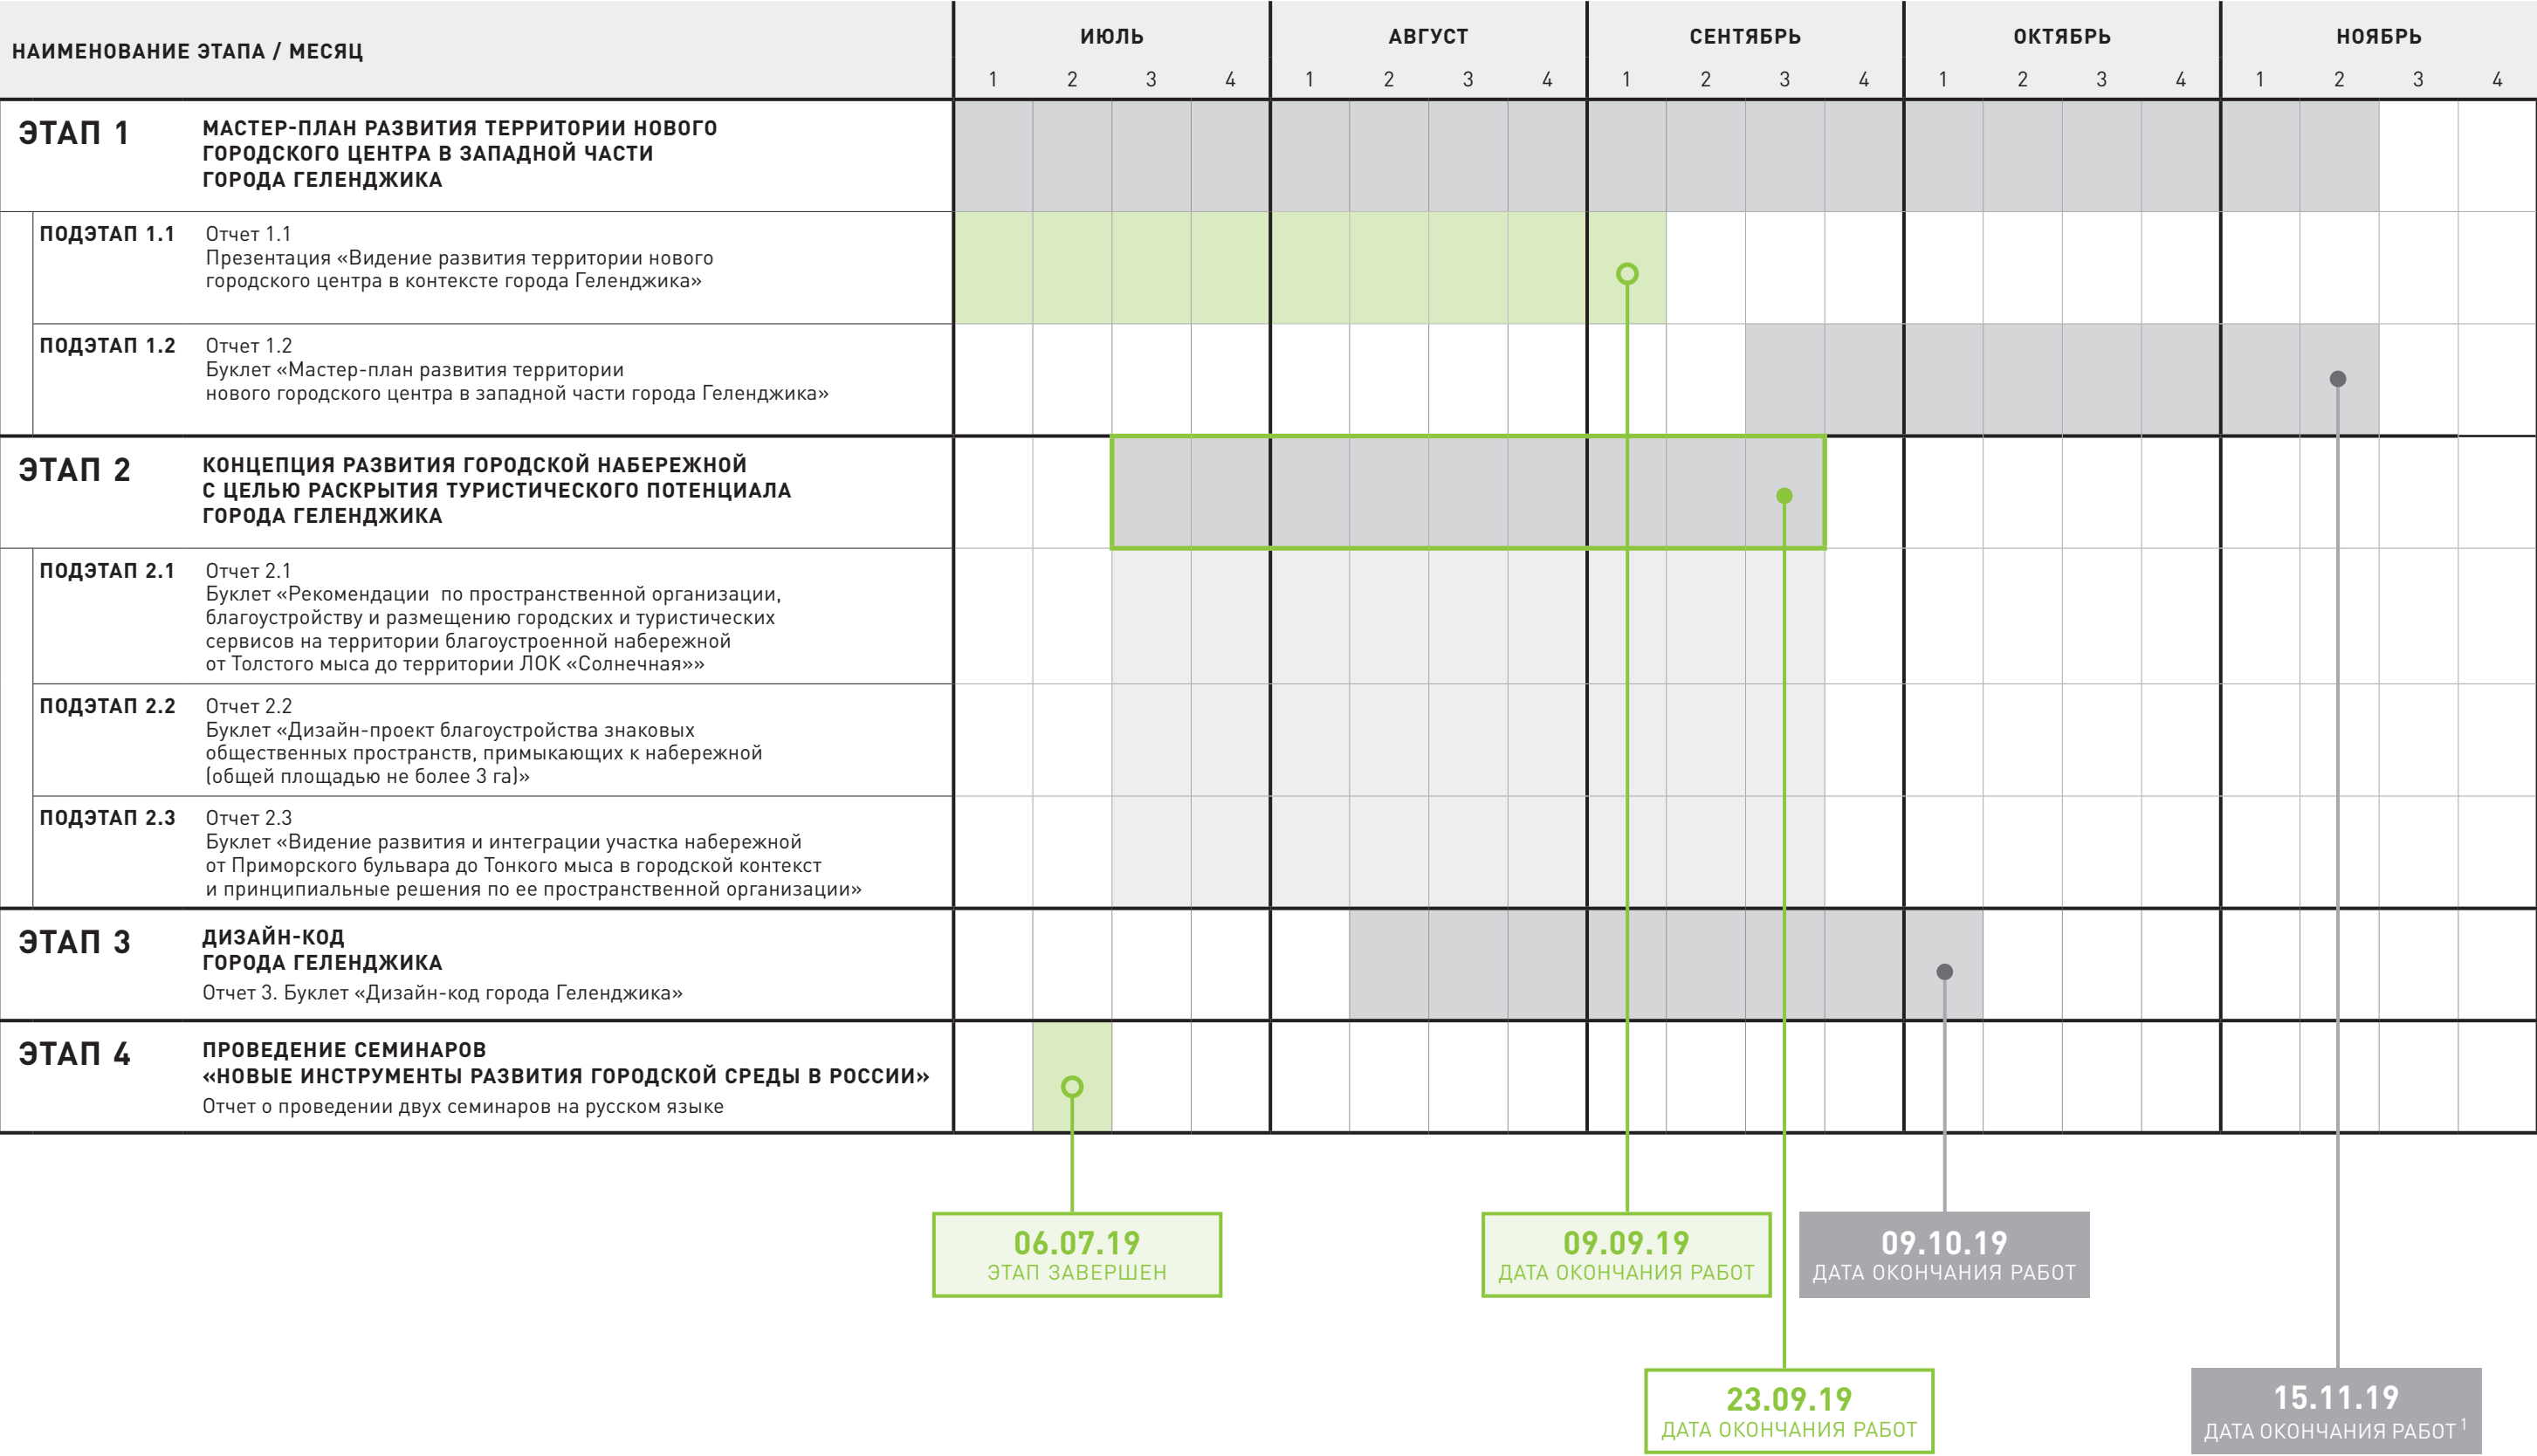 НАИМЕНОВАНИЕ ЭТАПА / МЕСЯЦ
ИЮЛЬ
АВГУСТ
СЕНТЯБРЬ
ОКТЯБРЬ
НОЯБРЬ
1 2 3 4 1 2 3 4 1 2 3 4 1 2 3 4 1 2 3 4
ЭТАП 1
МАСТЕР-ПЛАН РАЗВИТИЯ ТЕРРИТОРИИ НОВОГО
ГОРОДСКОГО ЦЕНТРА В ЗАПАДНОЙ ЧАСТИ
ГОРОДА ГЕЛЕНДЖИКА
ПОДЭТАП 1.1
Отчет 1.1
Презентация «Видение развития территории нового
городского центра в контексте города Геленджика»
ПОДЭТАП 1.2
Отчет 1.2
Буклет «Мастер-план развития территории
нового городского центра в западной части города Геленджика»
ЭТАП 2
КОНЦЕПЦИЯ РАЗВИТИЯ ГОРОДСКОЙ НАБЕРЕЖНОЙ
С ЦЕЛЬЮ РАСКРЫТИЯ ТУРИСТИЧЕСКОГО ПОТЕНЦИАЛА
ГОРОДА ГЕЛЕНДЖИКА
ПОДЭТАП 2.1
Отчет 2.1
Буклет «Рекомендации по пространственной организации,
благоустройству и размещению городских и туристических
сервисов на территории благоустроенной набережной
от Толстого мыса до территории ЛОК «Солнечная»»
ПОДЭТАП 2.2
Отчет 2.2
Буклет «Дизайн-проект благоустройства знаковых
общественных пространств, примыкающих к набережной
(общей площадью не более 3 га)»
ПОДЭТАП 2.3
Отчет 2.3
Буклет «Видение развития и интеграции участка набережной
от Приморского бульвара до Тонкого мыса в городской контекст
и принципиальные решения по ее пространственной организации»
ЭТАП 3
ДИЗАЙН-КОД
ГОРОДА ГЕЛЕНДЖИКА
Отчет 3. Буклет «Дизайн-код города Геленджика»
ЭТАП 4
ПРОВЕДЕНИЕ СЕМИНАРОВ
«НОВЫЕ ИНСТРУМЕНТЫ РАЗВИТИЯ ГОРОДСКОЙ СРЕДЫ В РОССИИ»
Отчет о проведении двух семинаров на русском языке
06.07.19
ЭТАП ЗАВЕРШЕН
09.09.19
ДАТА ОКОНЧАНИЯ РАБОТ
09.10.19
ДАТА ОКОНЧАНИЯ РАБОТ
23.09.19
ДАТА ОКОНЧАНИЯ РАБОТ
15.11.19
ДАТА ОКОНЧАНИЯ РАБОТ ¹